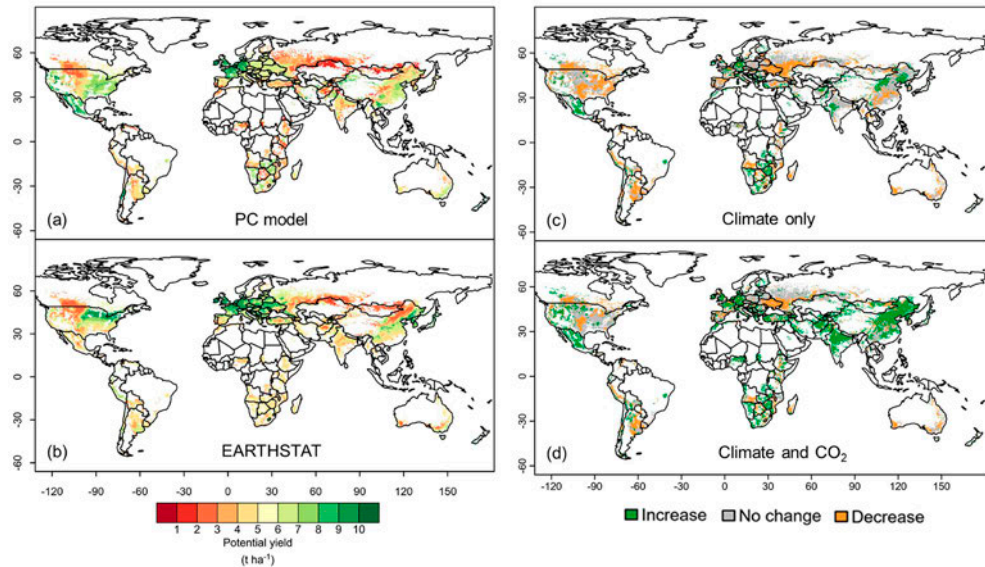 60
30
0
-30
-60
(a)
PC model
60
30
0
-30
-60
(c)
Climate only
60
30
0
-30
-60
(b)
EARTHSTAT
60
30
0
-30
-60
(d)
Climate and CO₂
-120 -90 -60 -30 0 30 60 90 120 150
-120 -90 -60 -30 0 30 60 90 120 150
1 2 3 4 5 6 7 8 9 10
Potential yield
(t ha⁻¹)
Increase No change Decrease